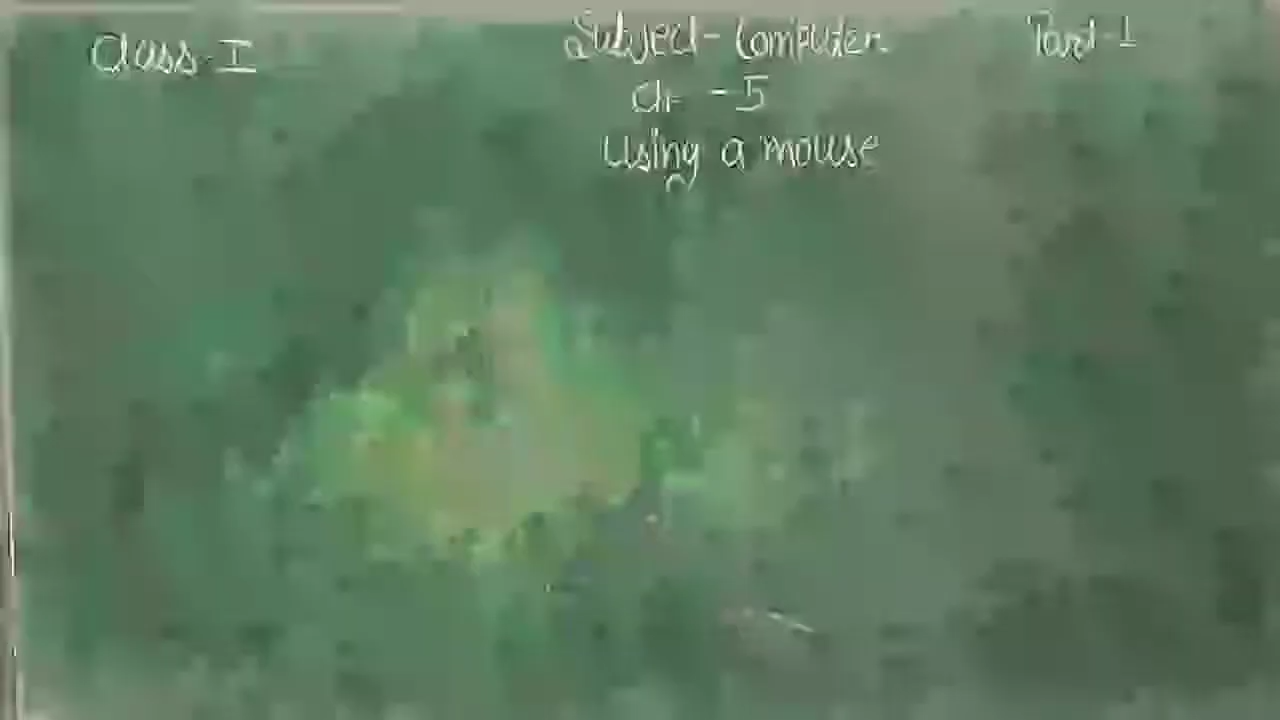 Class-I
Subject- Computer
Part-1
Ch -5
Using a mouse